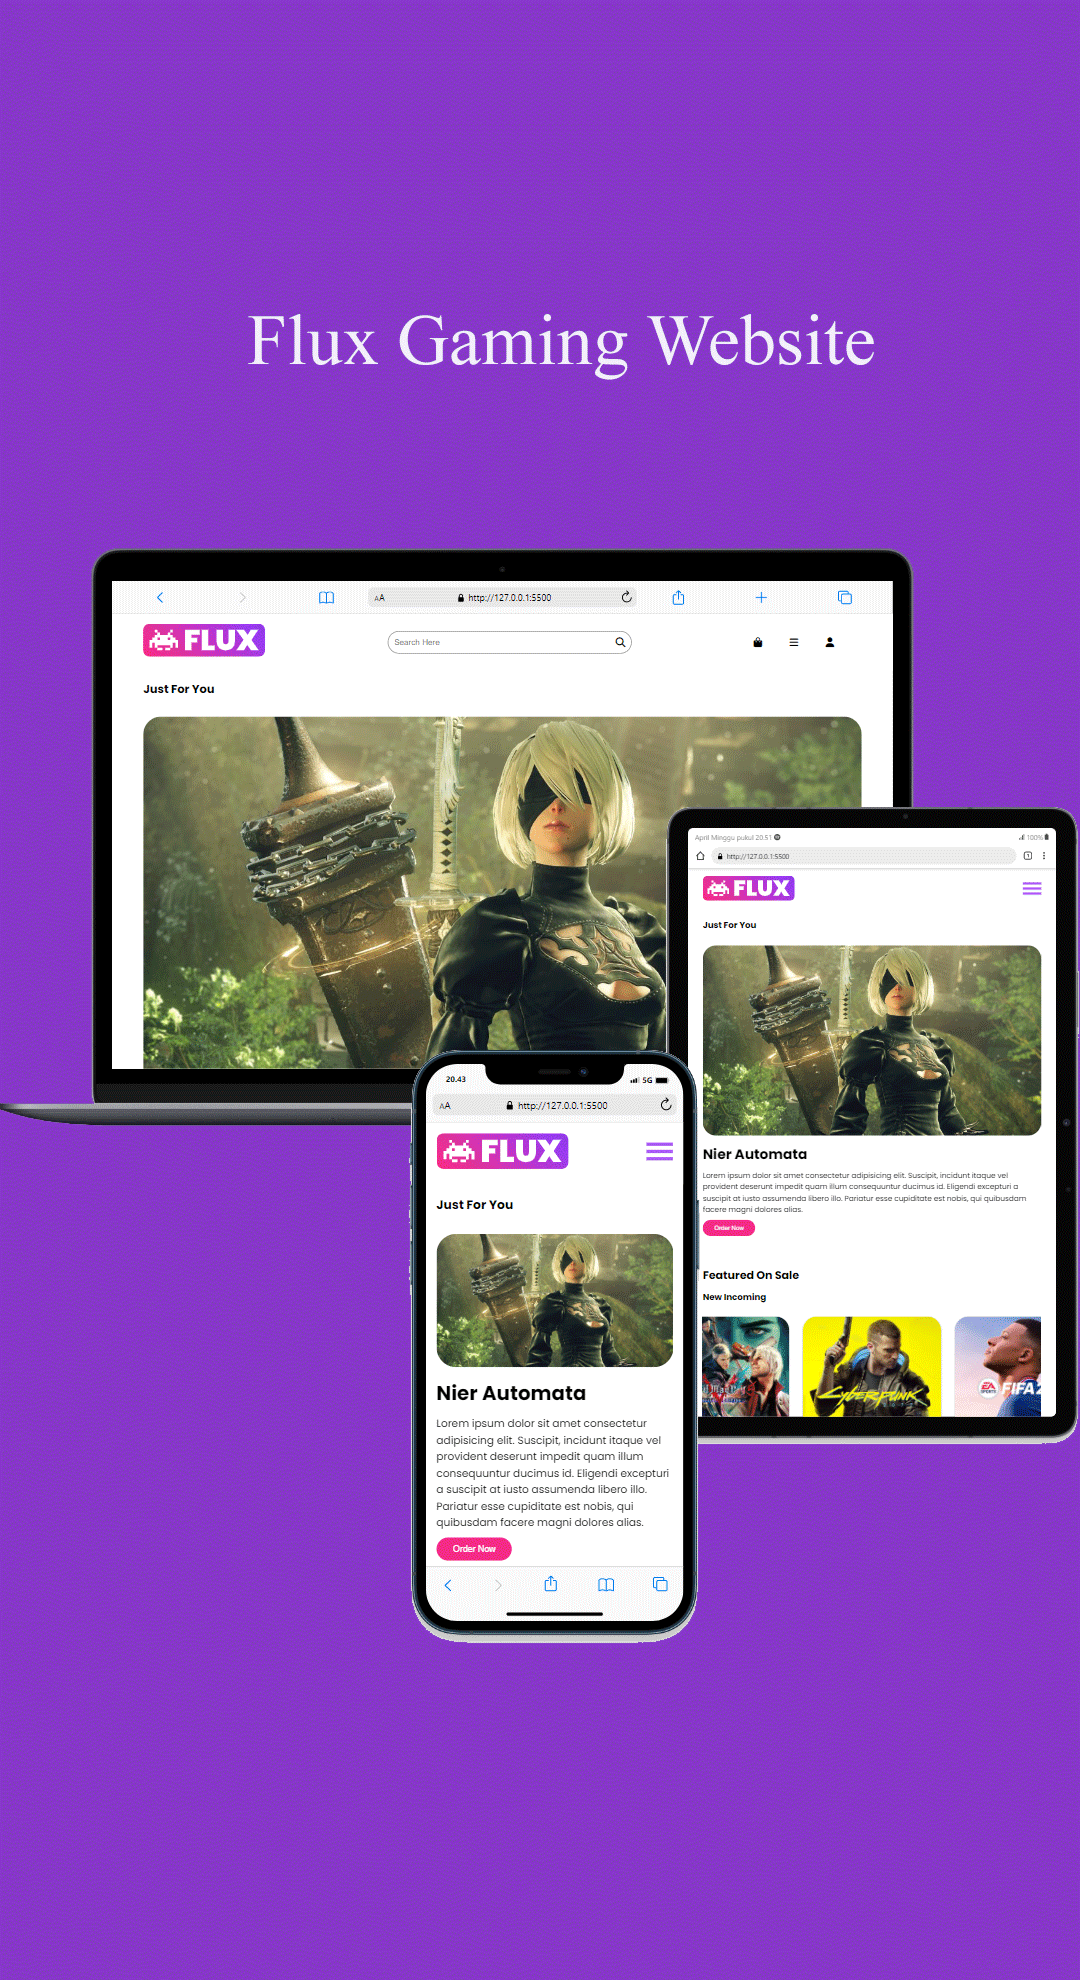 Flux Gaming Website
AA http://127.0.0.1:5500
FLUX
Search Here
Just For You
April Minggu pukul 20.51
100%
http://127.0.0.1:5500
1
FLUX
Just For You
Nier Automata
Lorem ipsum dolor sit amet consectetur adipisicing elit. Suscipit, incidunt itaque vel
provident deserunt impedit quam illum consequuntur ducimus id. Eligendi excepturi a
suscipit at iusto assumenda libero illo. Pariatur esse cupiditate est nobis, qui quibusdam
facere magni dolores alias.
Order Now
Featured On Sale
New Incoming
CYBERPUNK
EA
SPORTS
FIFA
20.43
5G
AA http://127.0.0.1:5500
FLUX
Just For You
Nier Automata
Lorem ipsum dolor sit amet consectetur
adipisicing elit. Suscipit, incidunt itaque vel
provident deserunt impedit quam illum
consequuntur ducimus id. Eligendi excepturi
a suscipit at iusto assumenda libero illo.
Pariatur esse cupiditate est nobis, qui
quibusdam facere magni dolores alias.
Order Now